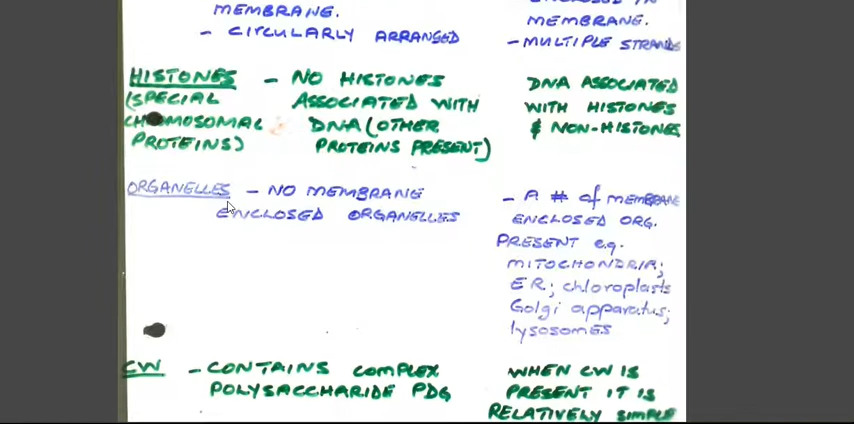 MEMBRANE.
- CIRCULARLY ARRANGED
MEMBRANE.
- MULTIPLE STRANDS
HISTONES - NO HISTONES
(SPECIAL ASSOCIATED WITH
CHROMOSOMAL DNA (OTHER
PROTEINS) PROTEINS PRESENT)
DNA ASSOCIATED
WITH HISTONES
& NON-HISTONES
ORGANELLES - NO MEMBRANE
ENCLOSED ORGANELLES
- A # of MEMBRANE
ENCLOSED ORG.
PRESENT e.g.
MITOCHONDRIA;
ER; chloroplasts
Golgi apparatus;
lysosomes
CW - CONTAINS COMPLEX
POLYSACCHARIDE PDG
WHEN CW IS
PRESENT IT IS
RELATIVELY SIMPLE